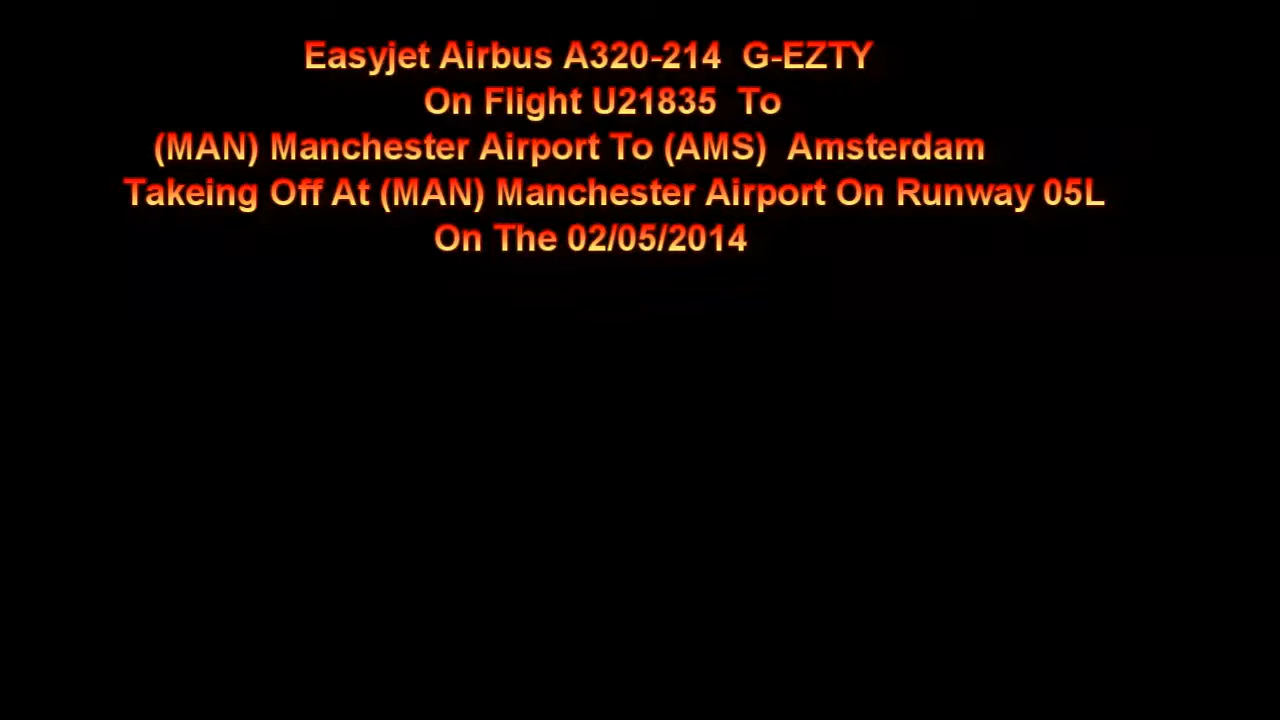 Easyjet Airbus A320-214  G-EZTY
On Flight U21835  To
(MAN) Manchester Airport To (AMS)  Amsterdam
Takeing Off At (MAN) Manchester Airport On Runway 05L
On The 02/05/2014